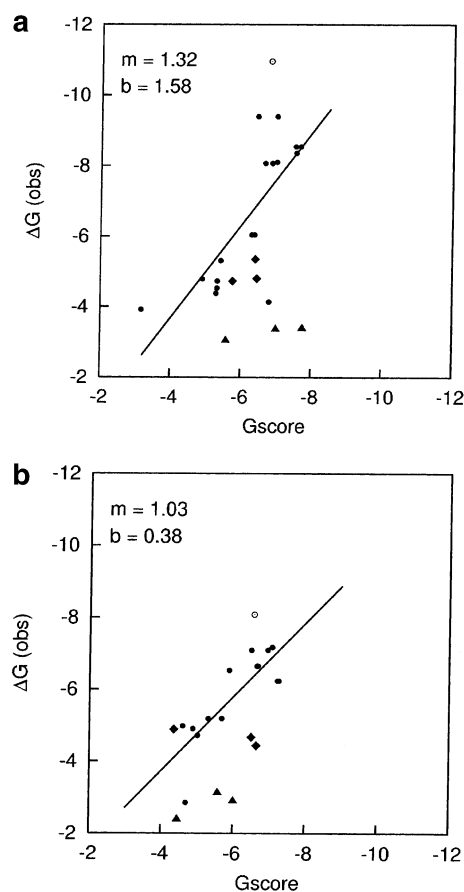 a
m = 1.32
b = 1.58
ΔG (obs)
-12
-10
-8
-6
-4
-2
-2 -4 -6 -8 -10 -12
Gscore
b
m = 1.03
b = 0.38
ΔG (obs)
-12
-10
-8
-6
-4
-2
-2 -4 -6 -8 -10 -12
Gscore